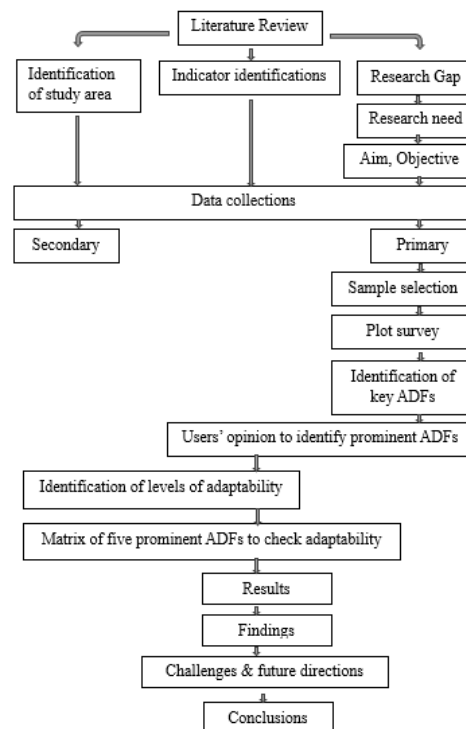 Literature Review
Identification
of study area
Indicator identifications
Research Gap
Research need
Aim, Objective
Data collections
Secondary
Primary
Sample selection
Plot survey
Identification of
key ADFs
Users' opinion to identify prominent ADFs
Identification of levels of adaptability
Matrix of five prominent ADFs to check adaptability
Results
Findings
Challenges & future directions
Conclusions